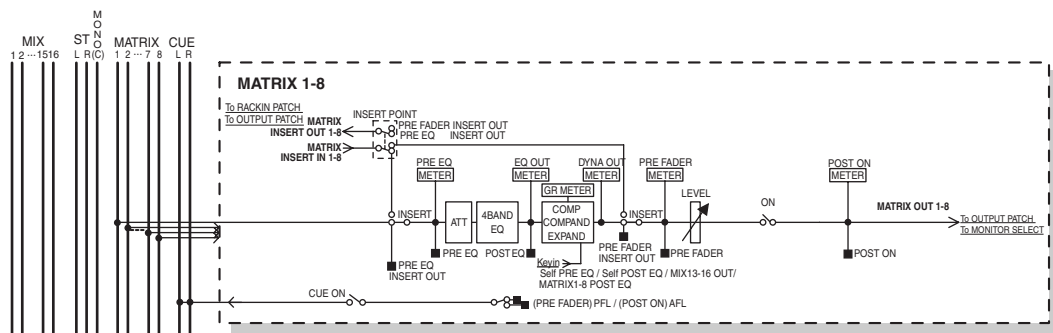 M
O
N
O
MIX
ST
MATRIX
CUE
1 2 ···1516
L R (C)
1 2 ··· 7 8
L R
MATRIX 1-8
To RACKIN PATCH
To OUTPUT PATCH
MATRIX
INSERT OUT 1-8
INSERT POINT
PRE FADER INSERT OUT
PRE EQ INSERT OUT
MATRIX
INSERT IN 1-8
PRE EQ
METER
EQ OUT
METER
DYNA OUT
METER
PRE FADER
METER
POST ON
METER
GR METER
LEVEL
ON
INSERT
ATT
4BAND
EQ
COMP
COMPAND
EXPAND
INSERT
MATRIX OUT 1-8
To OUTPUT PATCH
To MONITOR SELECT
PRE EQ
INSERT OUT
PRE EQ
POST EQ
PRE FADER
INSERT OUT
PRE FADER
POST ON
Keyin
Self PRE EQ / Self POST EQ / MIX13-16 OUT/
MATRIX1-8 POST EQ
CUE ON
(PRE FADER) PFL / (POST ON) AFL